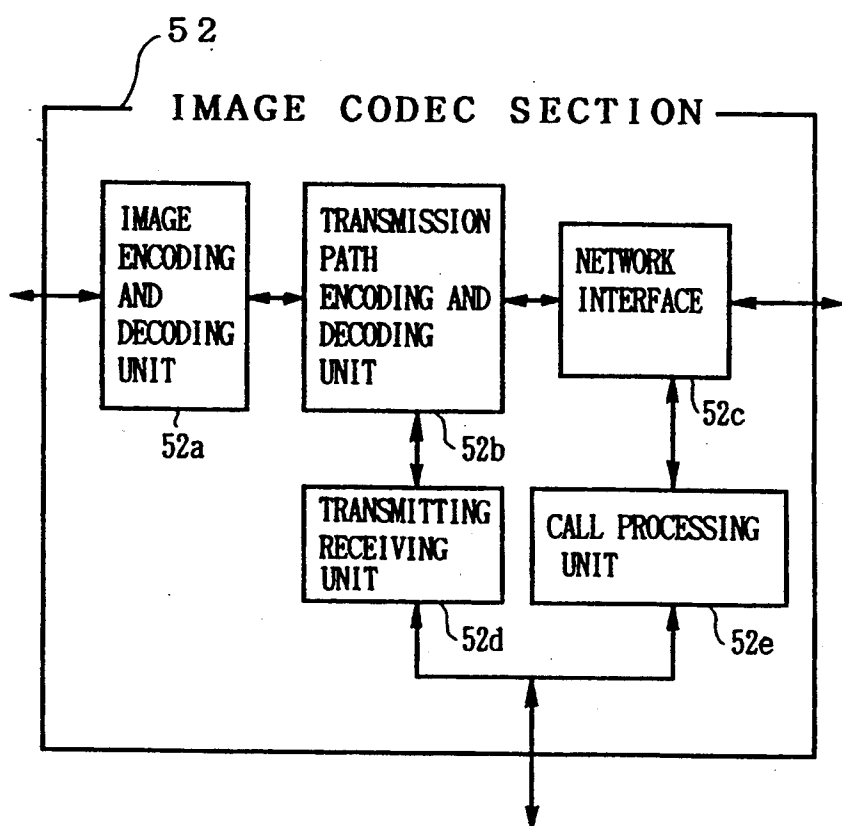 52
IMAGE CODEC SECTION
IMAGE
ENCODING
AND
DECODING
UNIT
52a
TRANSMISSION
PATH
ENCODING AND
DECODING
UNIT
52b
NETWORK
INTERFACE
52c
TRANSMITTING
RECEIVING
UNIT
52d
CALL PROCESSING
UNIT
52e